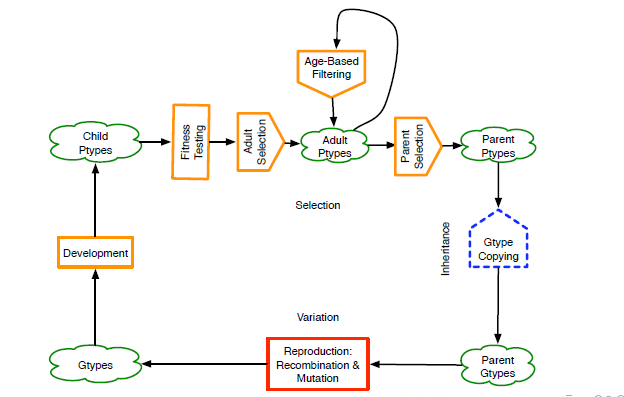 Age-Based
Filtering
Child
Ptypes
Fitness
Testing
Adult
Selection
Adult
Ptypes
Parent
Selection
Parent
Ptypes
Selection
Inheritance
Gtype
Copying
Development
Variation
Gtypes
Reproduction:
Recombination &
Mutation
Parent
Gtypes